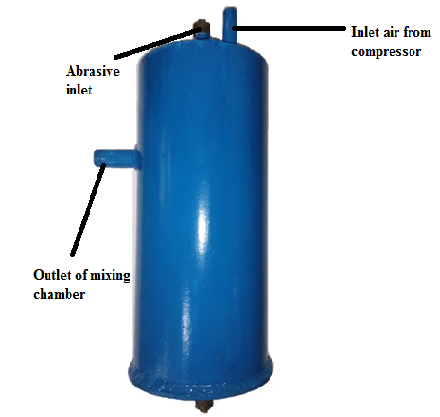 Inlet air from
compressor
Abrasive
inlet
Outlet of mixing
chamber